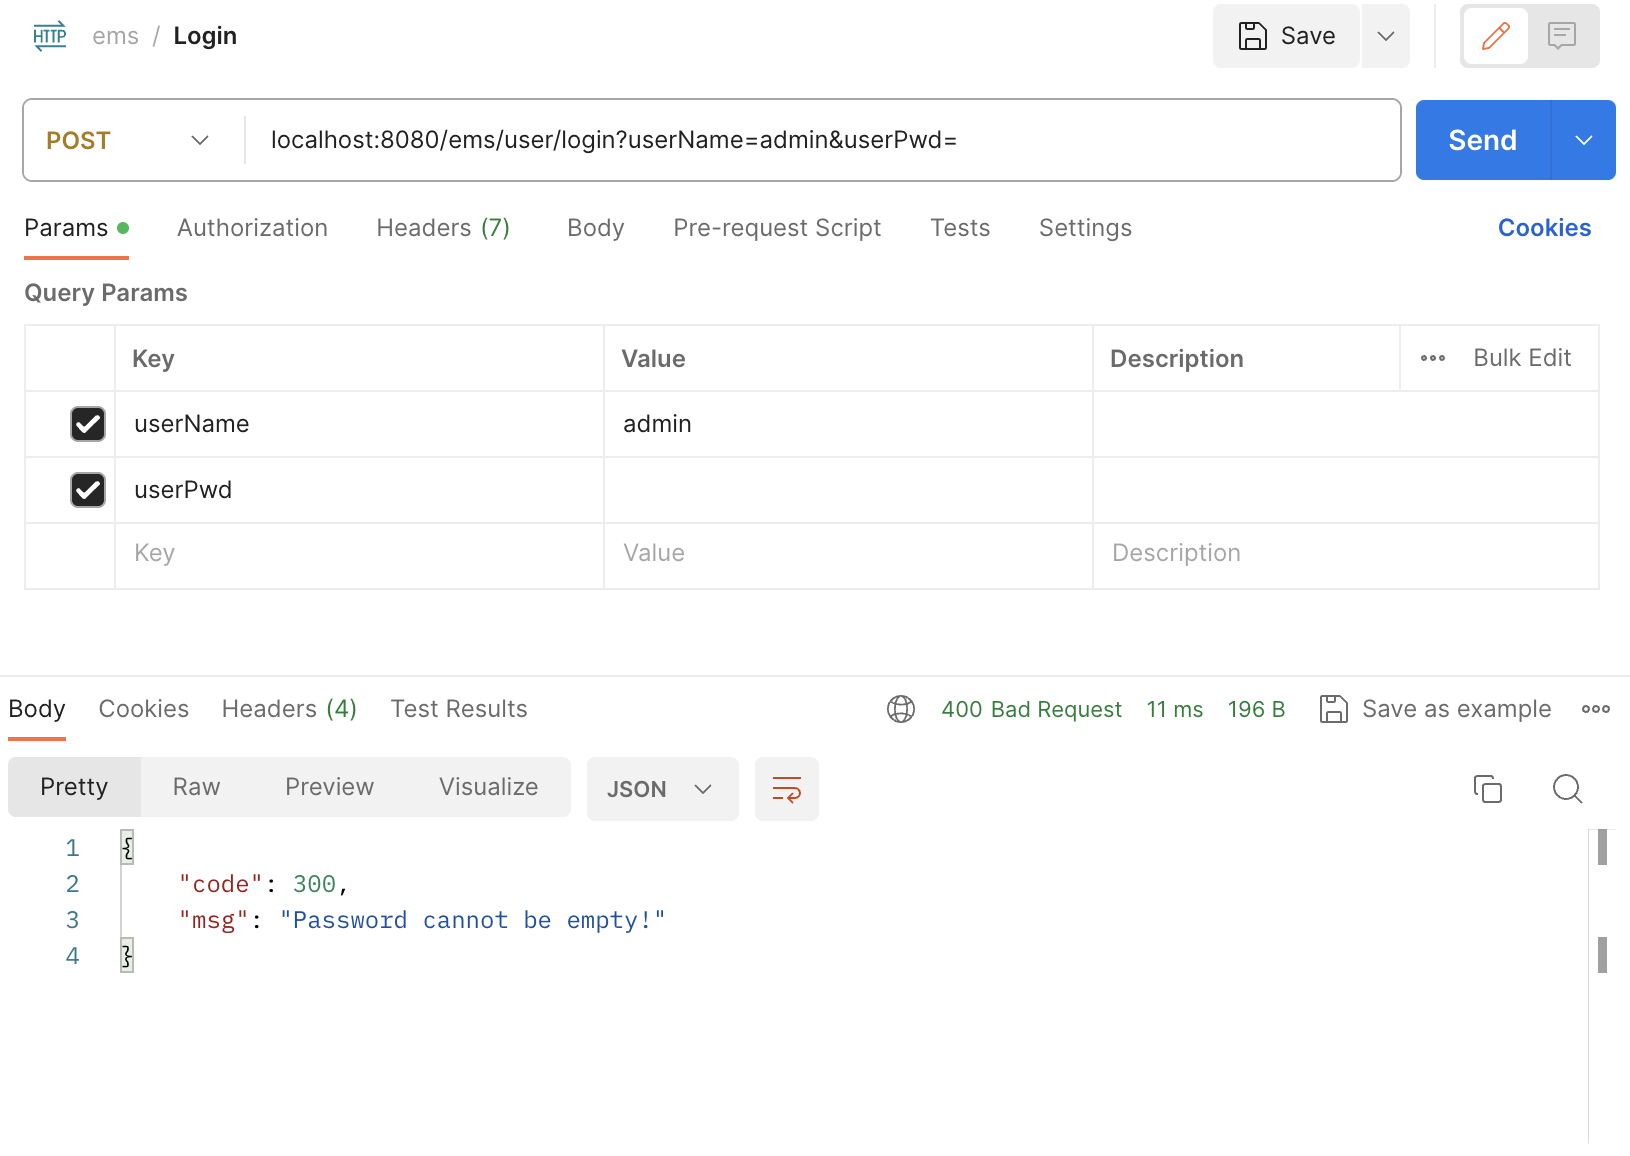 HTTP ems / Login Save
POST localhost:8080/ems/user/login?userName=admin&userPwd= Send
Params Authorization Headers (7) Body Pre-request Script Tests Settings Cookies
Query Params
Key Value Description Bulk Edit
userName admin
userPwd
Key Value Description
Body Cookies Headers (4) Test Results 400 Bad Request 11 ms 196 B Save as example
Pretty Raw Preview Visualize JSON
1 {
2 "code": 300,
3 "msg": "Password cannot be empty!"
4 }